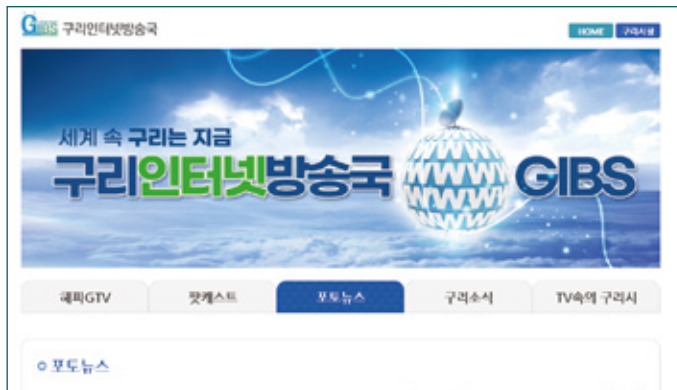 GIBS 구리인터넷방송국
HOME 구리시청
세계 속 구리는 지금
구리인터넷방송국 GIBS
WWW
해피GTV 팟캐스트 포토뉴스 구리소식 TV속의 구리시
포토뉴스